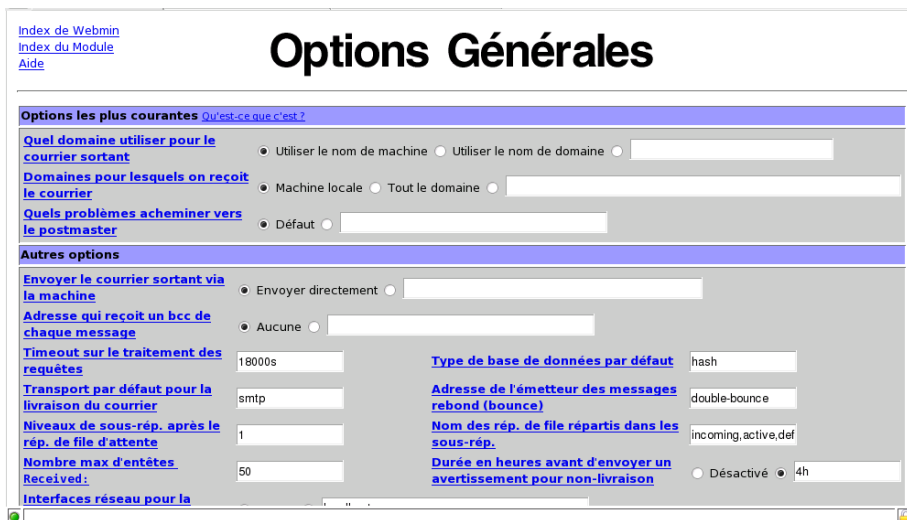 Index de Webmin
Index du Module
Aide
Options Générales
Options les plus courantes Qu'est-ce que c'est ?
Quel domaine utiliser pour le courrier sortant
Utiliser le nom de machine Utiliser le nom de domaine
Domaines pour lesquels on reçoit le courrier
Machine locale Tout le domaine
Quels problèmes acheminer vers le postmaster
Défaut
Autres options
Envoyer le courrier sortant via la machine
Envoyer directement
Adresse qui reçoit un bcc de chaque message
Aucune
Timeout sur le traitement des requêtes
18000s
Type de base de données par défaut
hash
Transport par défaut pour la livraison du courrier
smtp
Adresse de l'émetteur des messages rebond (bounce)
double-bounce
Niveaux de sous-rép. après le rép. de file d'attente
1
Nom des rép. de file répartis dans les sous-rép.
incoming,active,def
Nombre max d'entêtes Received:
50
Durée en heures avant d'envoyer un avertissement pour non-livraison
Désactivé 4h
Interfaces réseau pour la